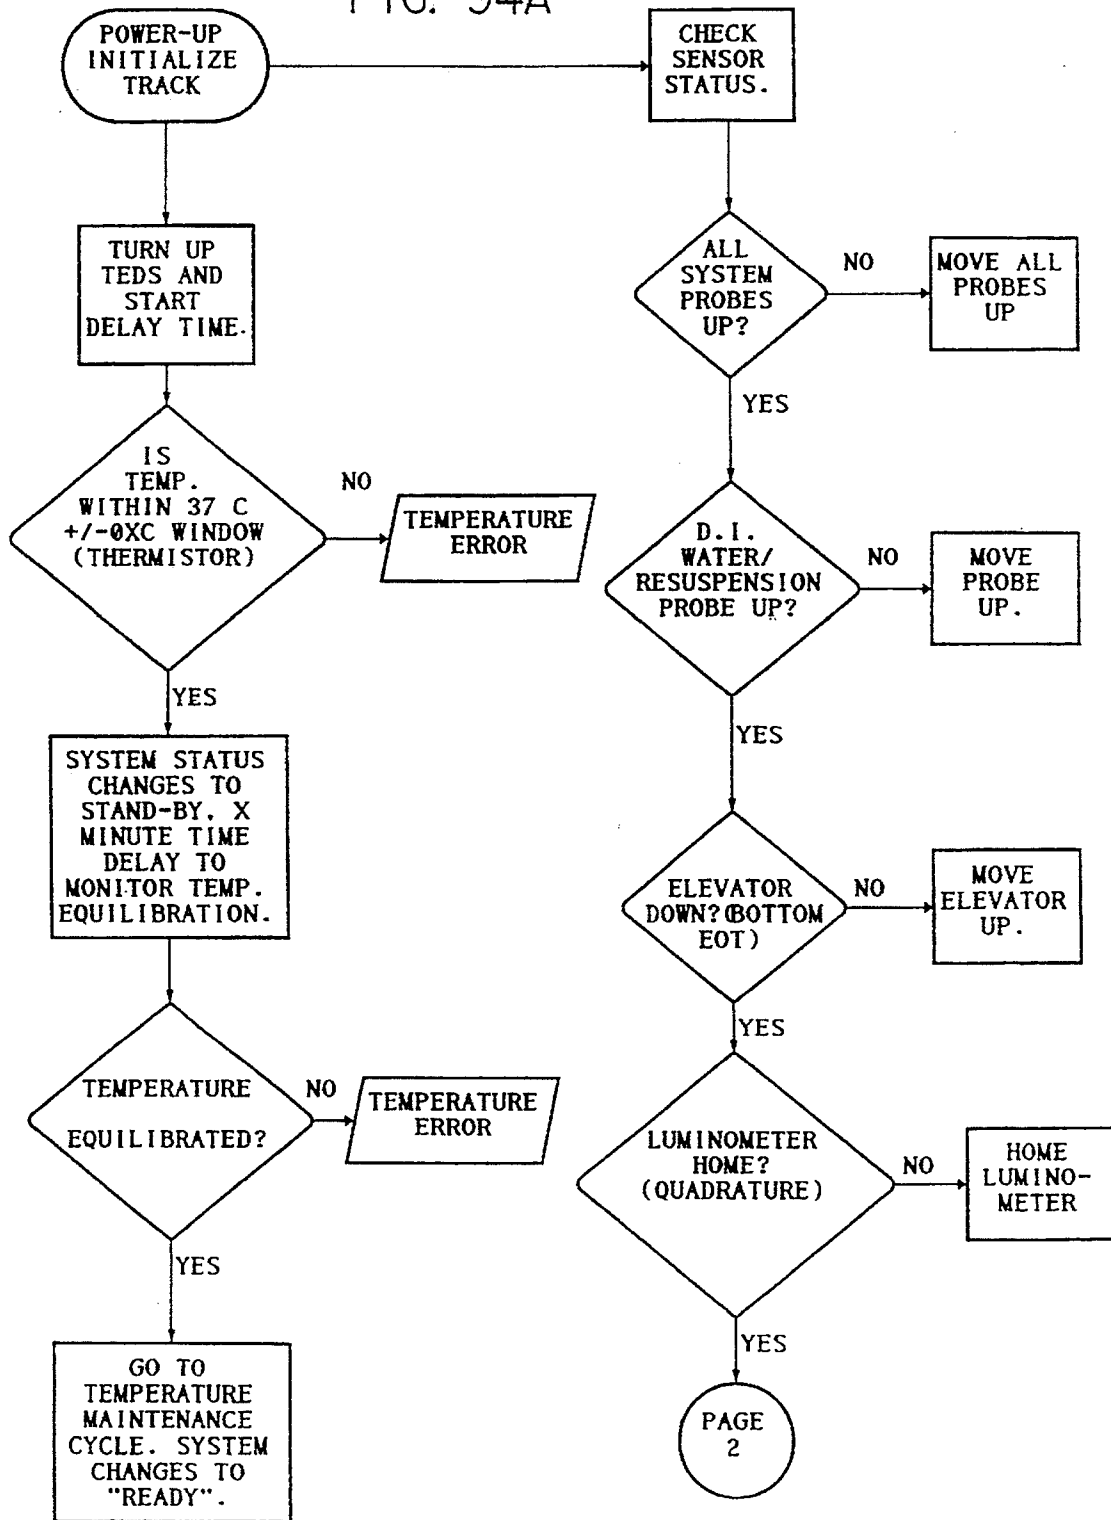 FIG. 94A
POWER-UP
INITIALIZE
TRACK
CHECK
SENSOR
STATUS.
TURN UP
TEDS AND
START
DELAY TIME.
IS
TEMP.
WITHIN 37 C
+/-0XC WINDOW
(THERMISTOR)
NO
TEMPERATURE
ERROR
YES
SYSTEM STATUS
CHANGES TO
STAND-BY. X
MINUTE TIME
DELAY TO
MONITOR TEMP.
EQUILIBRATION.
TEMPERATURE
EQUILIBRATED?
NO
TEMPERATURE
ERROR
YES
GO TO
TEMPERATURE
MAINTENANCE
CYCLE. SYSTEM
CHANGES TO
"READY".
ALL
SYSTEM
PROBES
UP?
NO
MOVE ALL
PROBES
UP
YES
D.I.
WATER/
RESUSPENSION
PROBE UP?
NO
MOVE
PROBE
UP.
YES
ELEVATOR
DOWN?(BOTTOM
EOT)
NO
MOVE
ELEVATOR
UP.
YES
LUMINOMETER
HOME?
(QUADRATURE)
NO
HOME
LUMINO-
METER
YES
PAGE
2